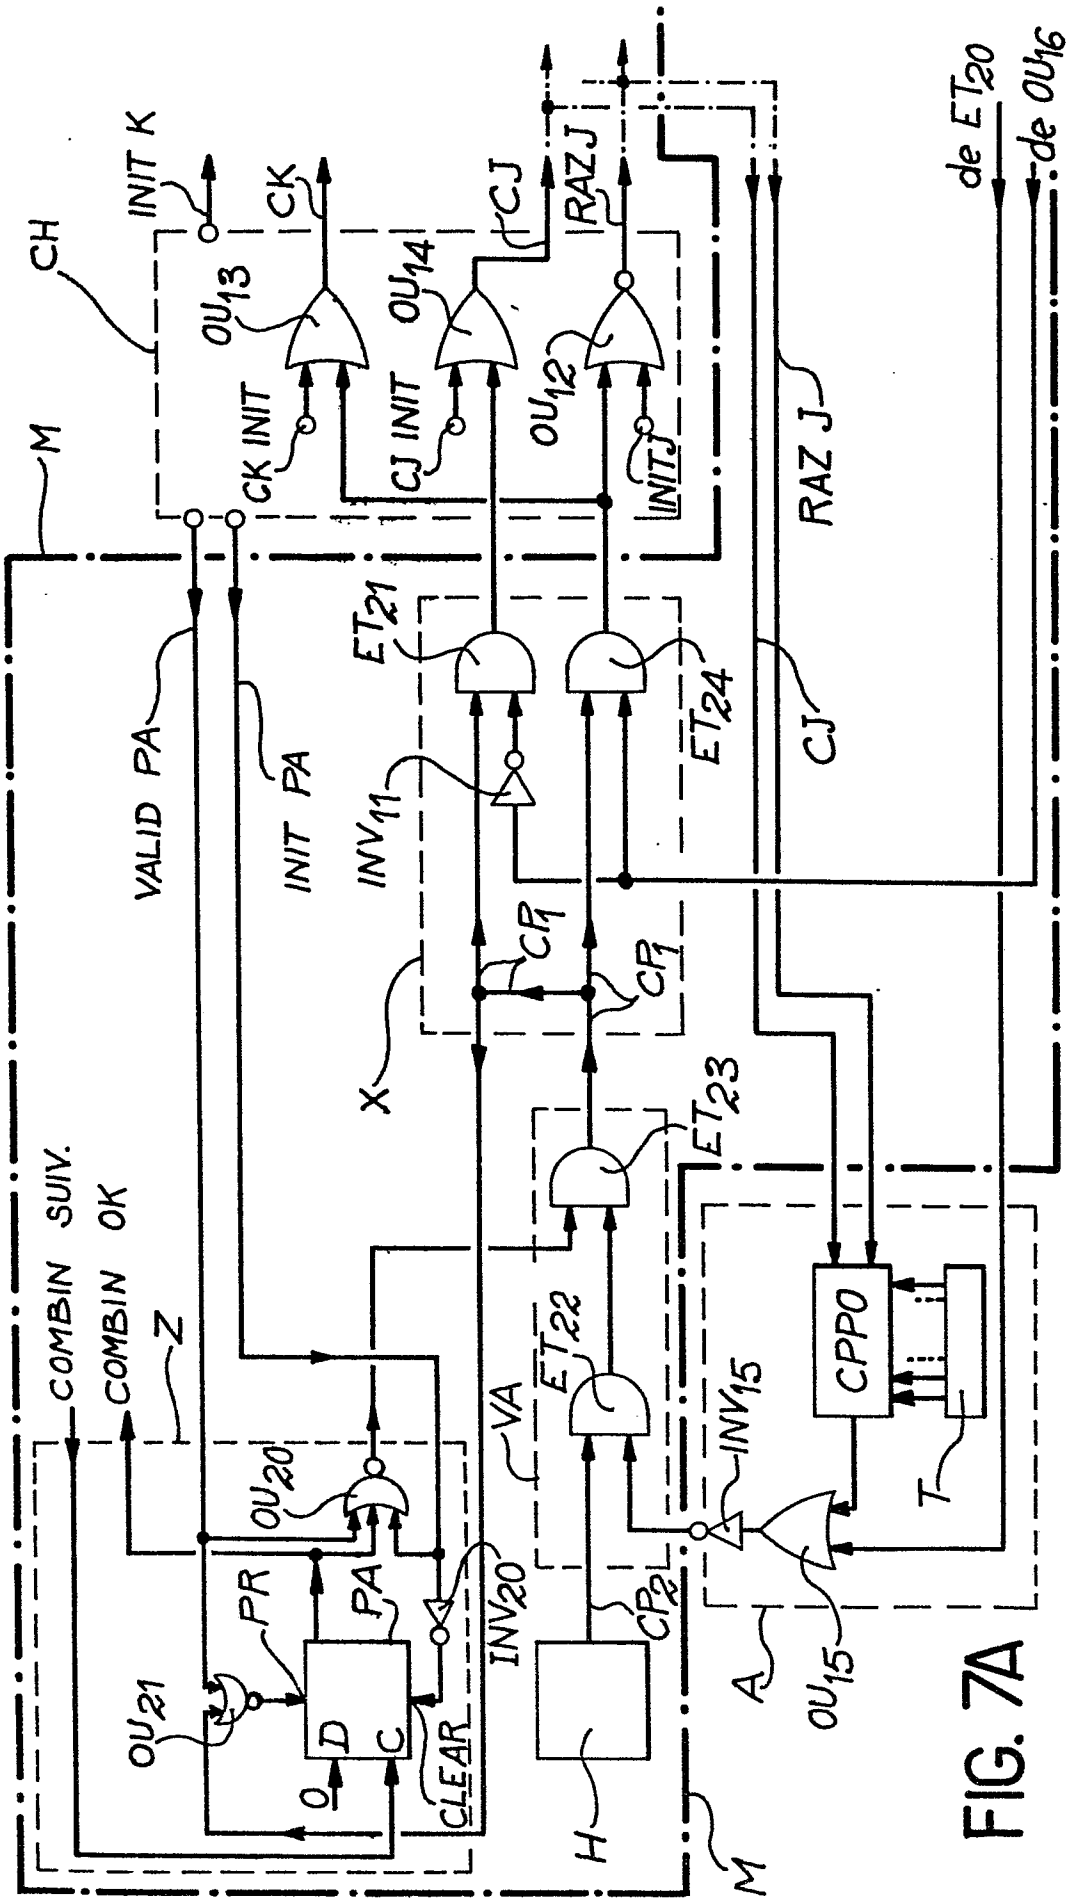 COMBIN SUIV.
COMBIN OK
Z
VALID PA
INIT PA
M
CH
INIT K
OU21
PR
OU20
PA
D
C
O
CLEAR
INV20
X
INV11
ET21
CK INIT
OU13
CK
CJ INIT
OU14
CJ
OU12
INITJ
RAZ J
CP1
CP1
ET24
H
CP2
VA
ET22
ET23
CJ
RAZ J
de ET20
de OU16
M
A
OU15
INV15
CPPO
T
FIG. 7A